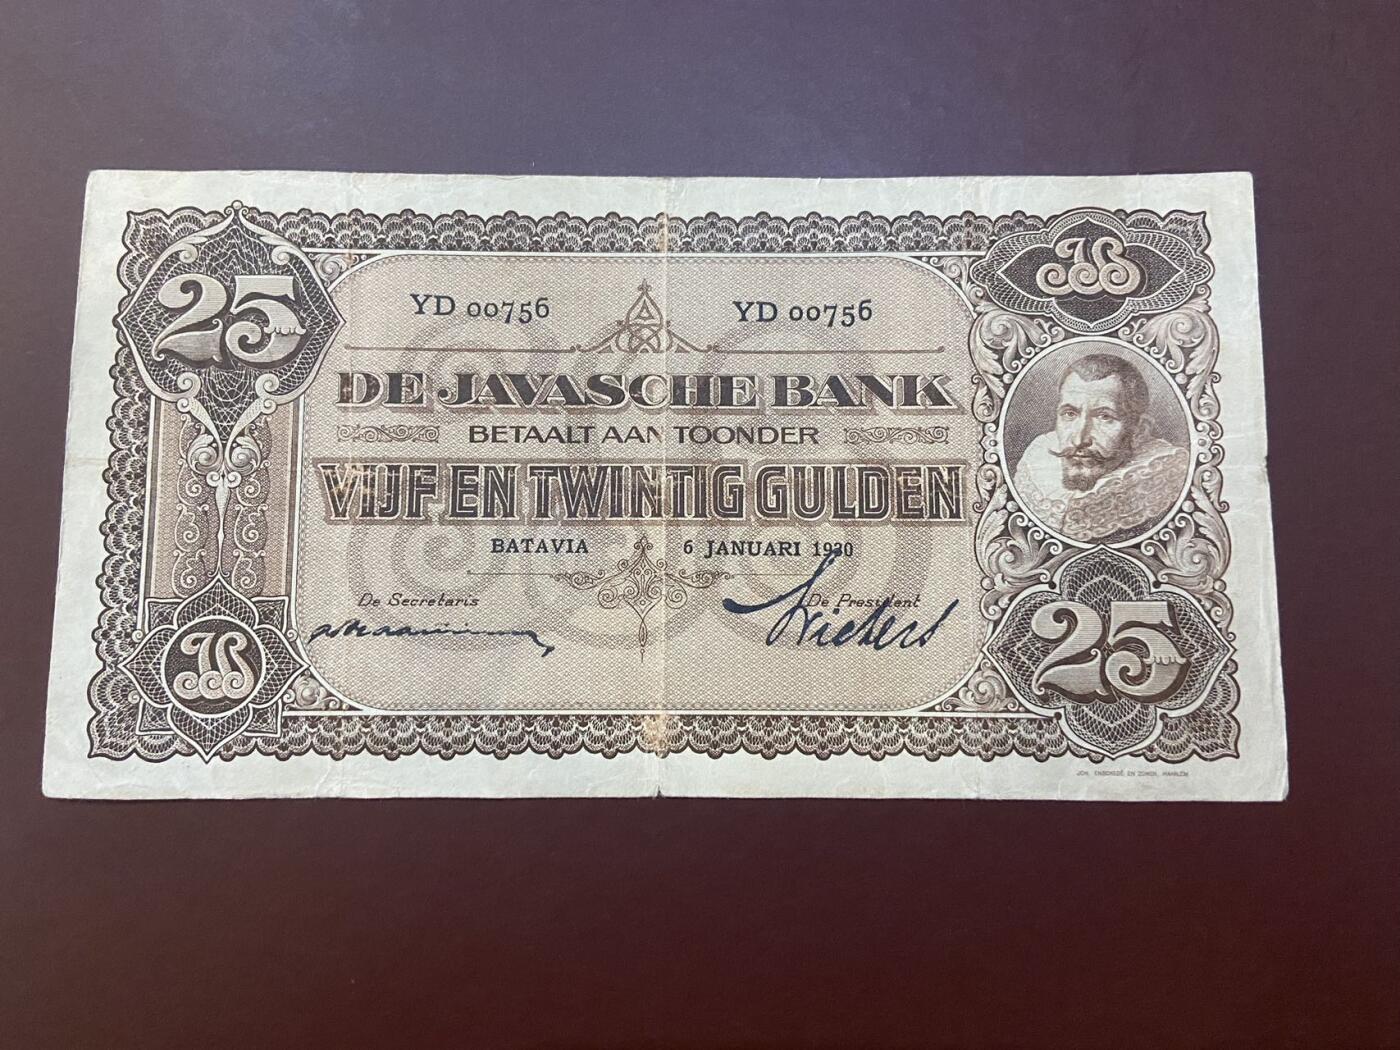 25
JB
YD 00756 YD 00756
DE JAVASCHE BANK
BETAALT AAN TOONDER
VIJF EN TWINTIG GULDEN
BATAVIA 6 JANUARI 1930
De Secretaris De President
JB
25
JOH. ENSCHEDÉ EN ZONEN, HAARLEM